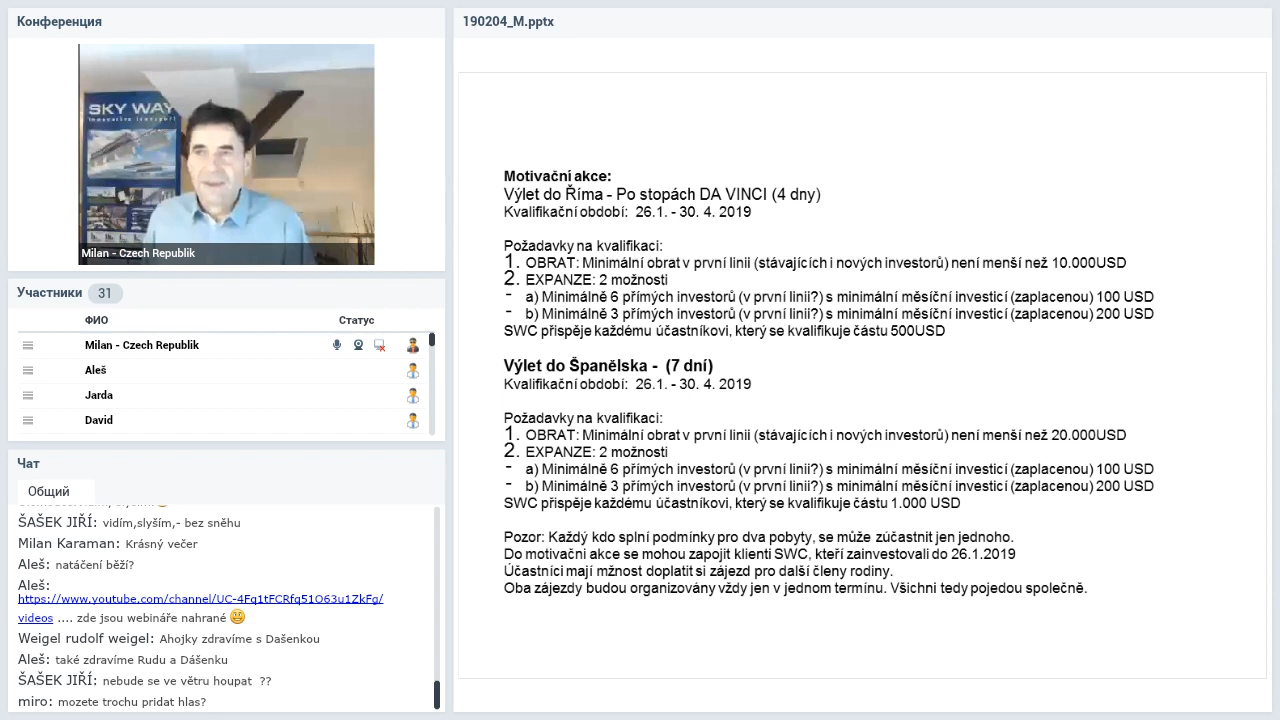 Конференция
SKY WAY
innovative transport
Milan - Czech Republik
Участники 31
ФИО Статус
Milan - Czech Republik
Aleš
Jarda
David
Чат
Общий
ŠAŠEK JIŘÍ: vidím,slyším,- bez sněhu
Milan Karaman: Krásný večer
Aleš: natáčení běží?
Aleš:
https://www.youtube.com/channel/UC-4Fq1tFCRfq51O63u1ZkFg/
videos .... zde jsou webináře nahrané
Weigel rudolf weigel: Ahojky zdravíme s Dašenkou
Aleš: také zdravíme Rudu a Dášenku
ŠAŠEK JIŘÍ: nebude se ve větru houpat ??
miro: mozete trochu pridat hlas?
190204_M.pptx
Motivační akce:
Výlet do Říma - Po stopách DA VINCI (4 dny)
Kvalifikační období: 26.1. - 30. 4. 2019
Požadavky na kvalifikaci:
1. OBRAT: Minimální obrat v první linii (stávajících i nových investorů) není menší než 10.000USD
2. EXPANZE: 2 možnosti
- a) Minimálně 6 přímých investorů (v první linii?) s minimální měsíční investicí (zaplacenou) 100 USD
- b) Minimálně 3 přímých investorů (v první linii?) s minimální měsíční investicí (zaplacenou) 200 USD
SWC přispěje každému účastníkovi, který se kvalifikuje částu 500USD
Výlet do Španělska - (7 dní)
Kvalifikační období: 26.1. - 30. 4. 2019
Požadavky na kvalifikaci:
1. OBRAT: Minimální obrat v první linii (stávajících i nových investorů) není menší než 20.000USD
2. EXPANZE: 2 možnosti
- a) Minimálně 6 přímých investorů (v první linii?) s minimální měsíční investicí (zaplacenou) 100 USD
- b) Minimálně 3 přímých investorů (v první linii?) s minimální měsíční investicí (zaplacenou) 200 USD
SWC přispěje každému účastníkovi, který se kvalifikuje částu 1.000 USD
Pozor: Každý kdo splní podmínky pro dva pobyty, se může zúčastnit jen jednoho.
Do motivačni akce se mohou zapojit klienti SWC, kteří zainvestovali do 26.1.2019
Účastníci mají mžnost doplatit si zájezd pro další členy rodiny.
Oba zájezdy budou organizovány vždy jen v jednom termínu. Všichni tedy pojedou společně.